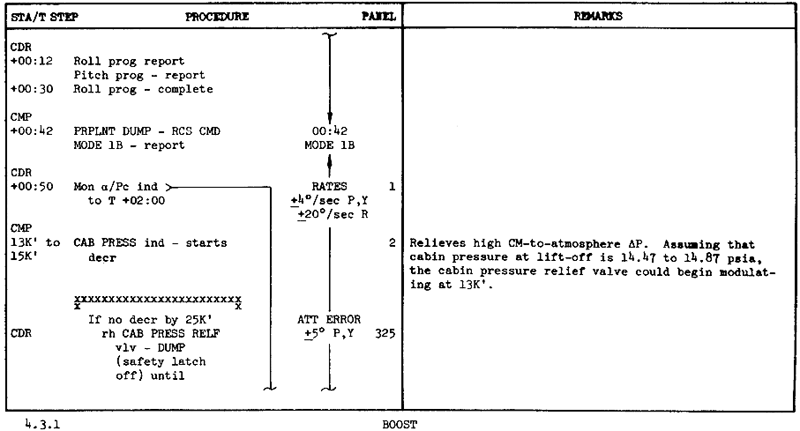 STA/T STEP PROCEDURE PANEL REMARKS
CDR
+00:12 Roll prog report
Pitch prog - report
+00:30 Roll prog - complete
CMP
+00:42 PRPLNT DUMP - RCS CMD 00:42
MODE 1B - report MODE 1B
CDR
+00:50 Mon α/Pc ind RATES 1
to T +02:00 ±4°/sec P,Y
±20°/sec R
CMP
13K' to CAB PRESS ind - starts 2 Relieves high CM-to-atmosphere ΔP. Assuming that
15K' decr cabin pressure at lift-off is 14.47 to 14.87 psia,
the cabin pressure relief valve could begin modulat-
ing at 13K'.
xxxxxxxxxxxxxxxxxxxxxxxx
x x
If no decr by 25K' ATT ERROR
CDR rh CAB PRESS RELF ±5° P,Y 325
vlv - DUMP
(safety latch
off) until
4.3.1 BOOST